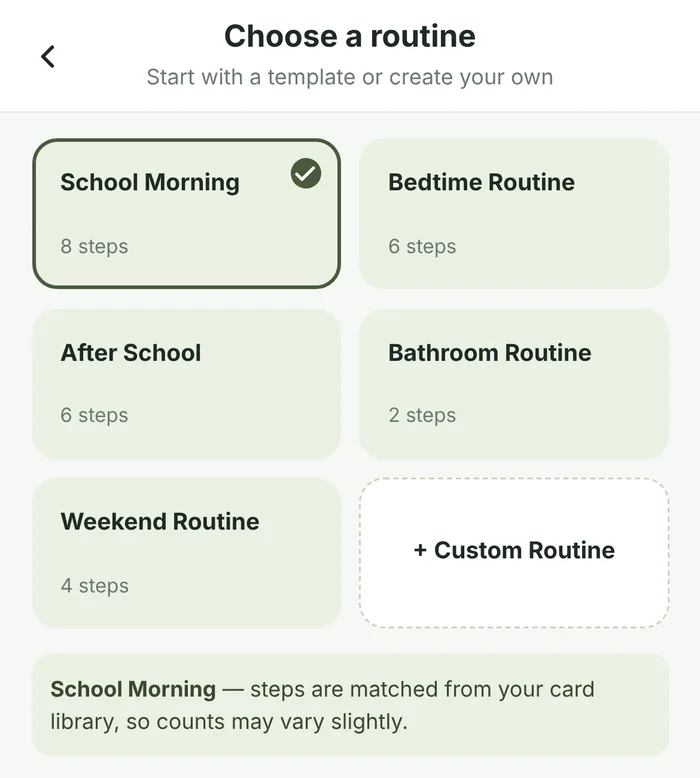 Choose a routine
Start with a template or create your own
School Morning
8 steps
Bedtime Routine
6 steps
After School
6 steps
Bathroom Routine
2 steps
Weekend Routine
4 steps
+ Custom Routine
School Morning — steps are matched from your card
library, so counts may vary slightly.